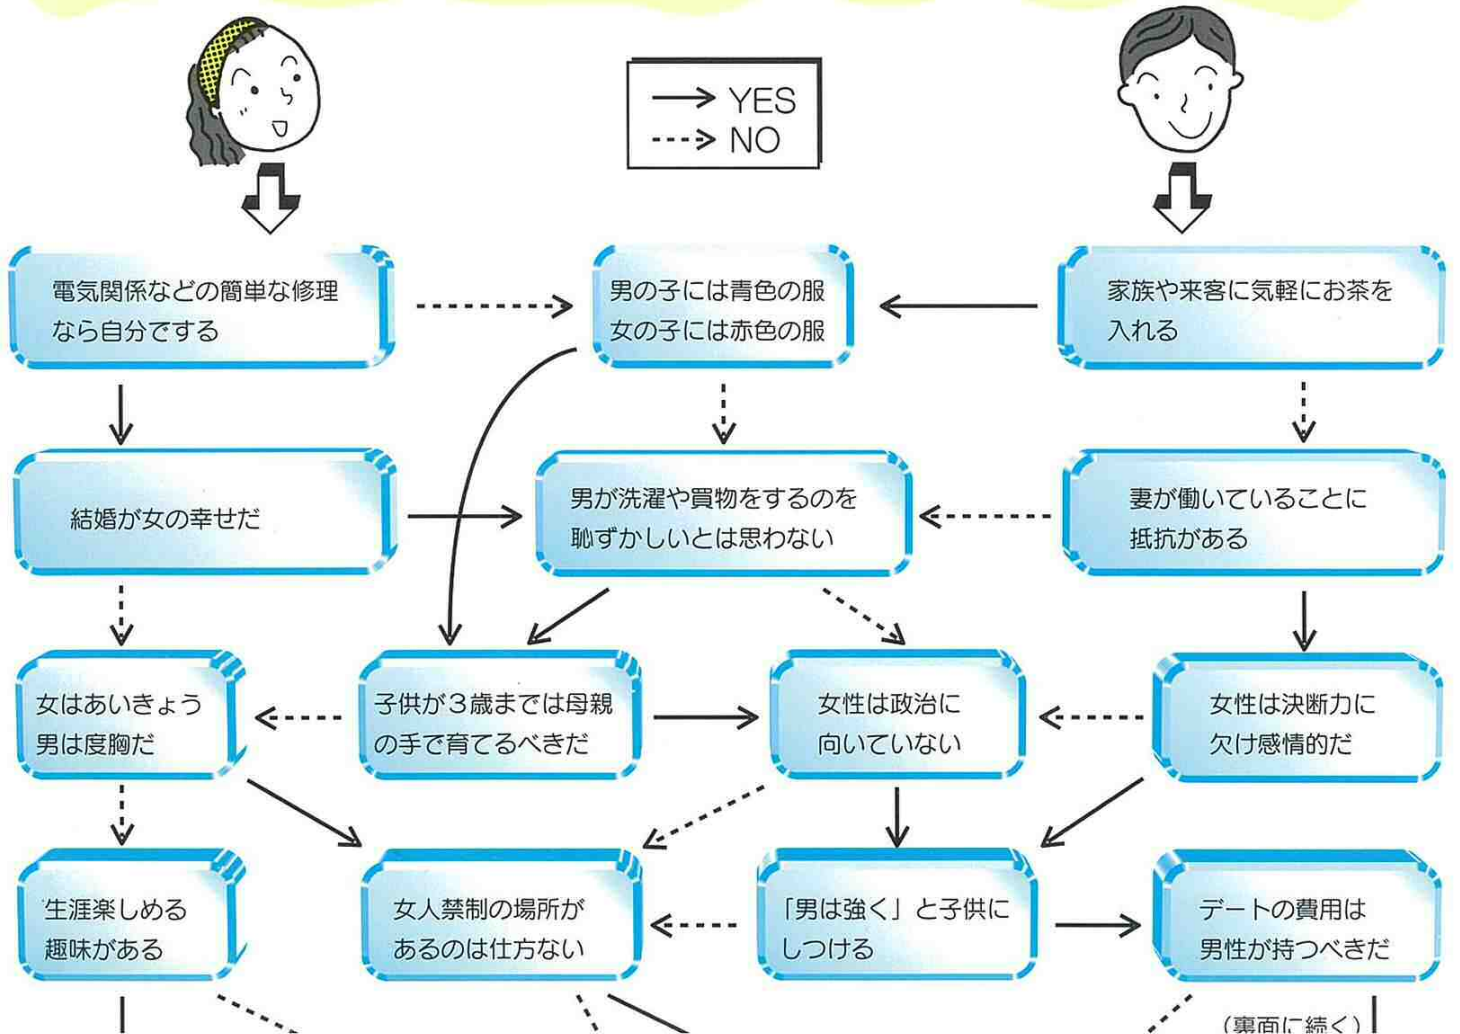 YES
NO
電気関係などの簡単な修理
なら自分でする
男の子には青色の服
女の子には赤色の服
家族や来客に気軽にお茶を
入れる
結婚が女の幸せだ
男が洗濯や買物をするのを
恥ずかしいとは思わない
妻が働いていることに
抵抗がある
女はあいきょう
男は度胸だ
子供が３歳までは母親
の手で育てるべきだ
女性は政治に
向いていない
女性は決断力に
欠け感情的だ
生涯楽しめる
趣味がある
女人禁制の場所が
あるのは仕方ない
「男は強く」と子供に
しつける
デートの費用は
男性が持つべきだ
(裏面に続く)